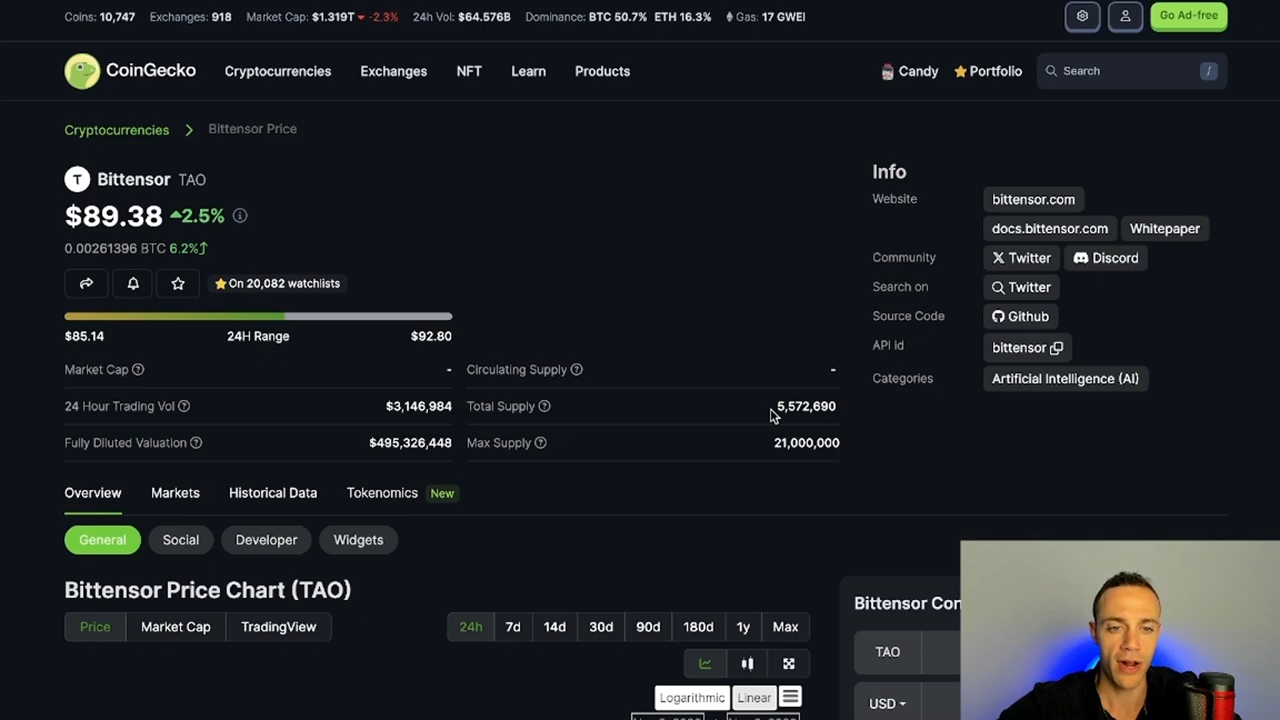 Coins: 10,747 Exchanges: 918 Market Cap: $1.319T -2.3% 24h Vol: $64.576B Dominance: BTC 50.7% ETH 16.3% Gas: 17 GWEI
Go Ad-free
CoinGecko Cryptocurrencies Exchanges NFT Learn Products Candy Portfolio Search /
Cryptocurrencies Bittensor Price
Info
T Bittensor TAO
Website bittensor.com
$89.38 2.5%
docs.bittensor.com Whitepaper
0.00261396 BTC 6.2%
Community X Twitter Discord
On 20,082 watchlists
Search on Twitter
Source Code Github
$85.14 24H Range $92.80
API id bittensor
Market Cap - Circulating Supply -
Categories Artificial Intelligence (AI)
24 Hour Trading Vol $3,146,984 Total Supply 5,572,690
Fully Diluted Valuation $495,326,448 Max Supply 21,000,000
Overview Markets Historical Data Tokenomics New
General Social Developer Widgets
Bittensor Price Chart (TAO)
Bittensor Con
Price Market Cap TradingView 24h 7d 14d 30d 90d 180d 1y Max
TAO
Logarithmic Linear
USD